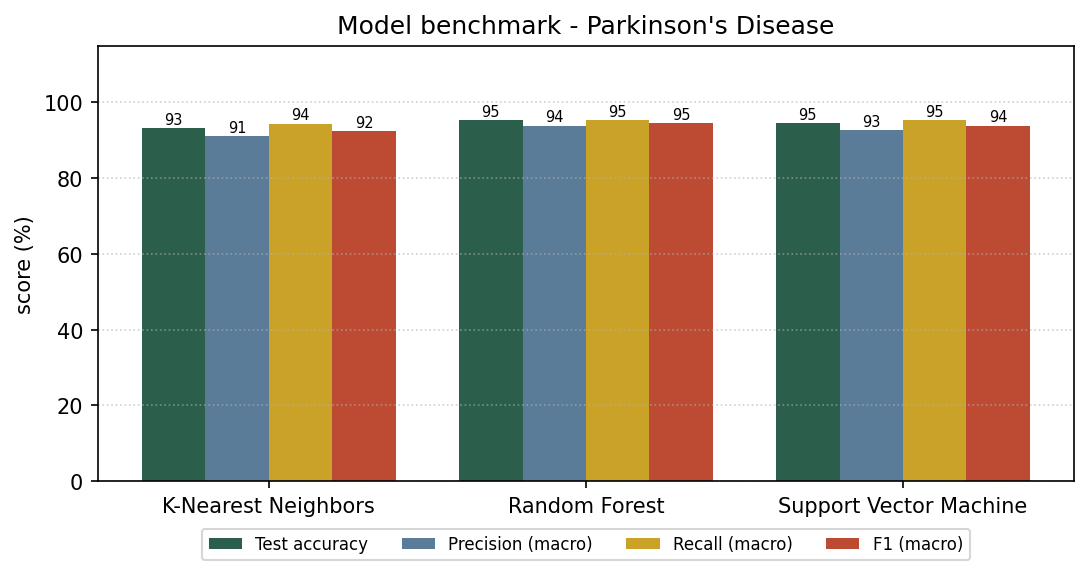 Model benchmark - Parkinson's Disease
score (%)
100
80
60
40
20
0
93 91 94 92
95 94 95 95
95 93 95 94
K-Nearest Neighbors Random Forest Support Vector Machine
Test accuracy Precision (macro) Recall (macro) F1 (macro)